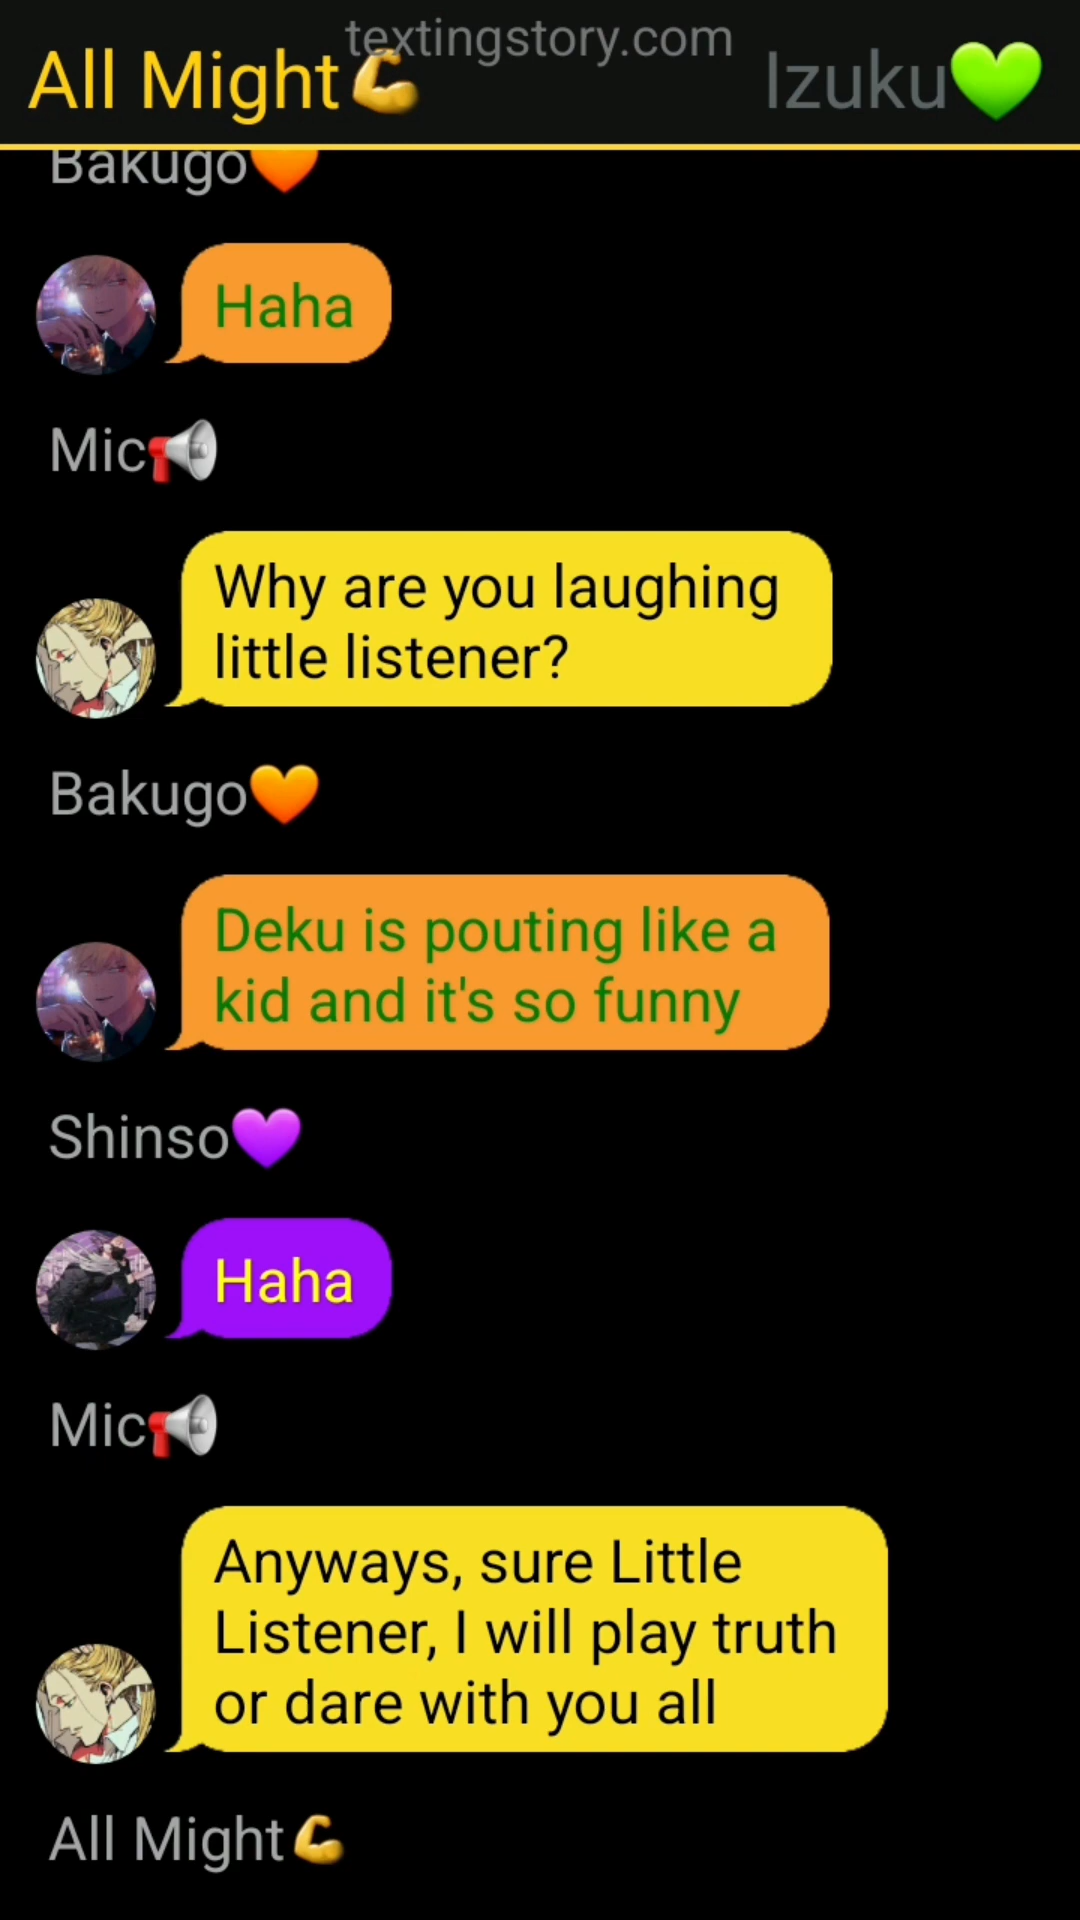 textingstory.com
All Might💪
Izuku💚
Bakugo🧡
Haha
Mic📢
Why are you laughing
little listener?
Bakugo🧡
Deku is pouting like a
kid and it's so funny
Shinso💜
Haha
Mic📢
Anyways, sure Little
Listener, I will play truth
or dare with you all
All Might💪